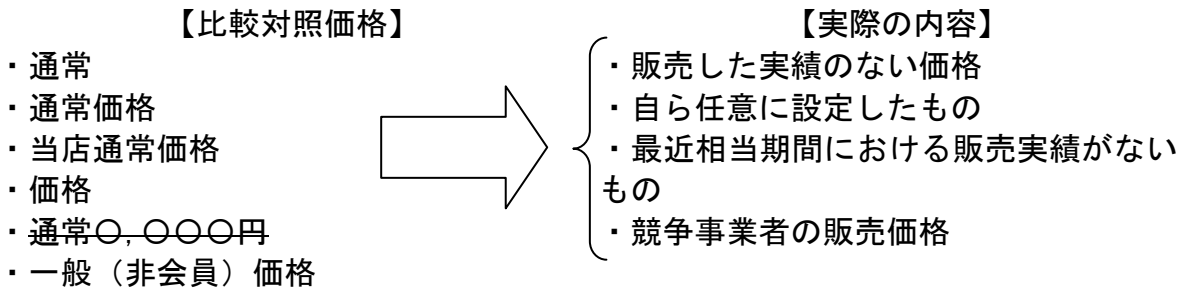 【比較対照価格】
・通常
・通常価格
・当店通常価格
・価格
・通常〇,〇〇〇円
・一般（非会員）価格
【実際の内容】
・販売した実績のない価格
・自ら任意に設定したもの
・最近相当期間における販売実績がない
もの
・競争事業者の販売価格